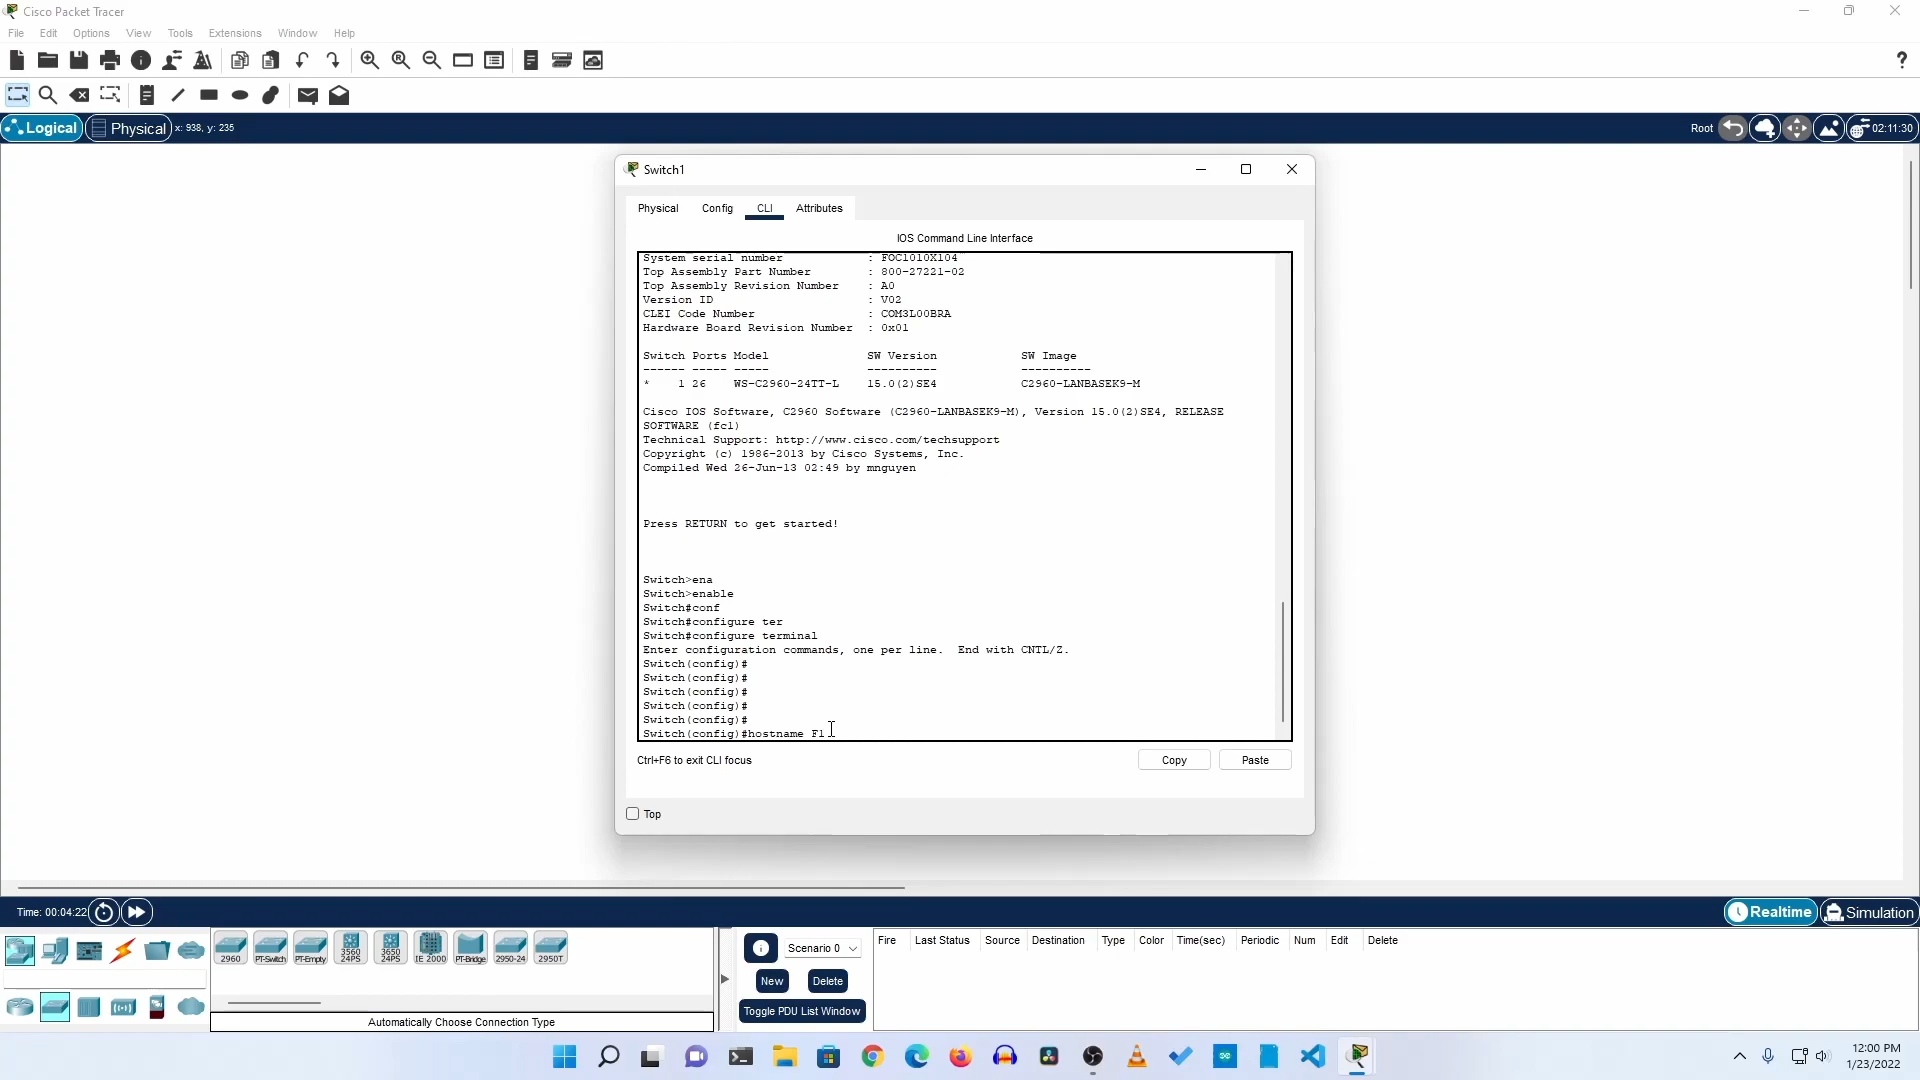 Cisco Packet Tracer
File Edit Options View Tools Extensions Window Help
Logical Physical x: 938, y: 235 Root 02:11:30
Switch1
Physical Config CLI Attributes
IOS Command Line Interface
System serial number : FOC1010X104
Top Assembly Part Number : 800-27221-02
Top Assembly Revision Number : A0
Version ID : V02
CLEI Code Number : COM3L00BRA
Hardware Board Revision Number : 0x01
Switch Ports Model SW Version SW Image
------ ----- ----- ---------- ----------
* 1 26 WS-C2960-24TT-L 15.0(2)SE4 C2960-LANBASEK9-M
Cisco IOS Software, C2960 Software (C2960-LANBASEK9-M), Version 15.0(2)SE4, RELEASE
SOFTWARE (fc1)
Technical Support: http://www.cisco.com/techsupport
Copyright (c) 1986-2013 by Cisco Systems, Inc.
Compiled Wed 26-Jun-13 02:49 by mnguyen
Press RETURN to get started!
Switch>ena
Switch>enable
Switch#conf
Switch#configure ter
Switch#configure terminal
Enter configuration commands, one per line. End with CNTL/Z.
Switch(config)#
Switch(config)#
Switch(config)#
Switch(config)#
Switch(config)#
Switch(config)#hostname F1
Ctrl+F6 to exit CLI focus Copy Paste
Top
Time: 00:04:22 Realtime Simulation
2960 PT-Switch PT-Empty 3560 24PS 3650 24PS IE 2000 PT-Bridge 2950-24 2950T
Automatically Choose Connection Type
Scenario 0
New Delete
Toggle PDU List Window
Fire Last Status Source Destination Type Color Time(sec) Periodic Num Edit Delete
12:00 PM
1/23/2022